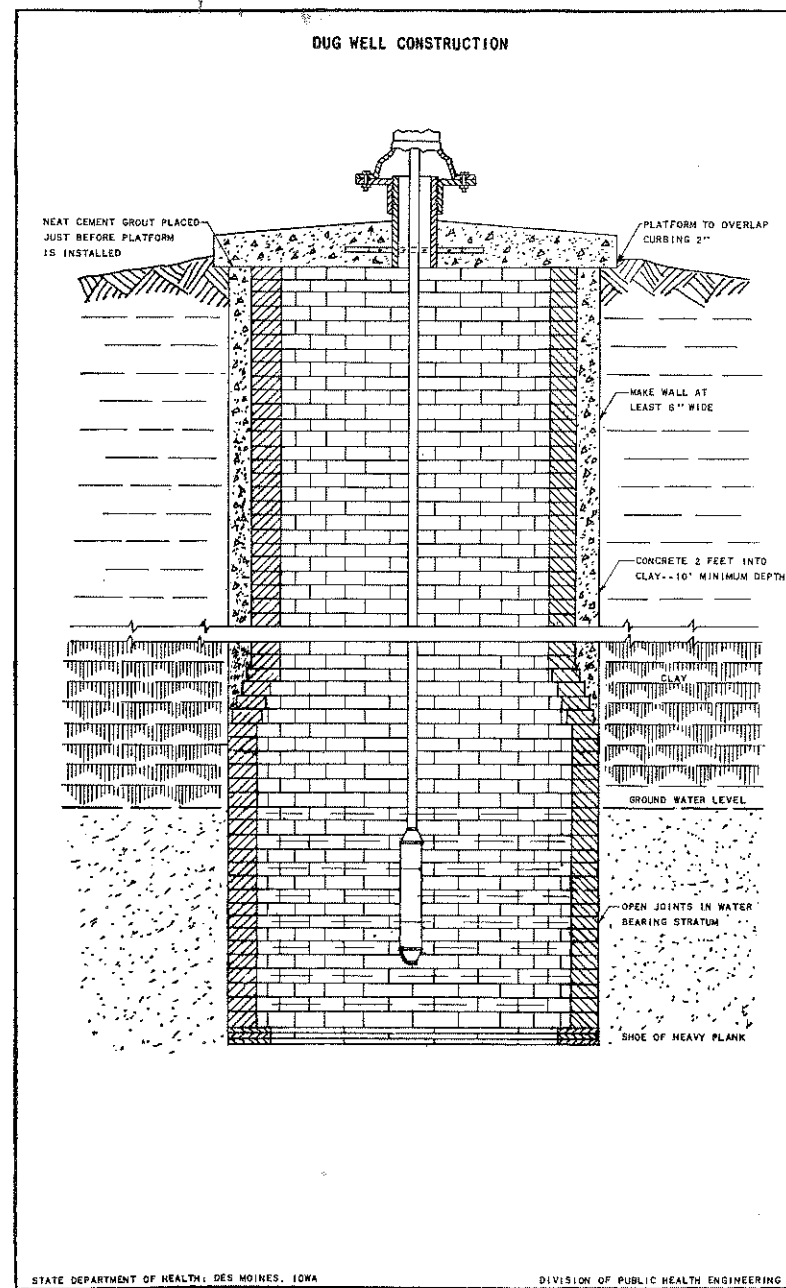 DUG WELL CONSTRUCTION
NEAT CEMENT GROUT PLACED
JUST BEFORE PLATFORM
IS INSTALLED
PLATFORM TO OVERLAP
CURBING 2"
MAKE WALL AT
LEAST 6" WIDE
CONCRETE 2 FEET INTO
CLAY--10' MINIMUM DEPTH
CLAY
GROUND WATER LEVEL
OPEN JOINTS IN WATER
BEARING STRATUM
SHOE OF HEAVY PLANK
STATE DEPARTMENT OF HEALTH: DES MOINES, IOWA
DIVISION OF PUBLIC HEALTH ENGINEERING